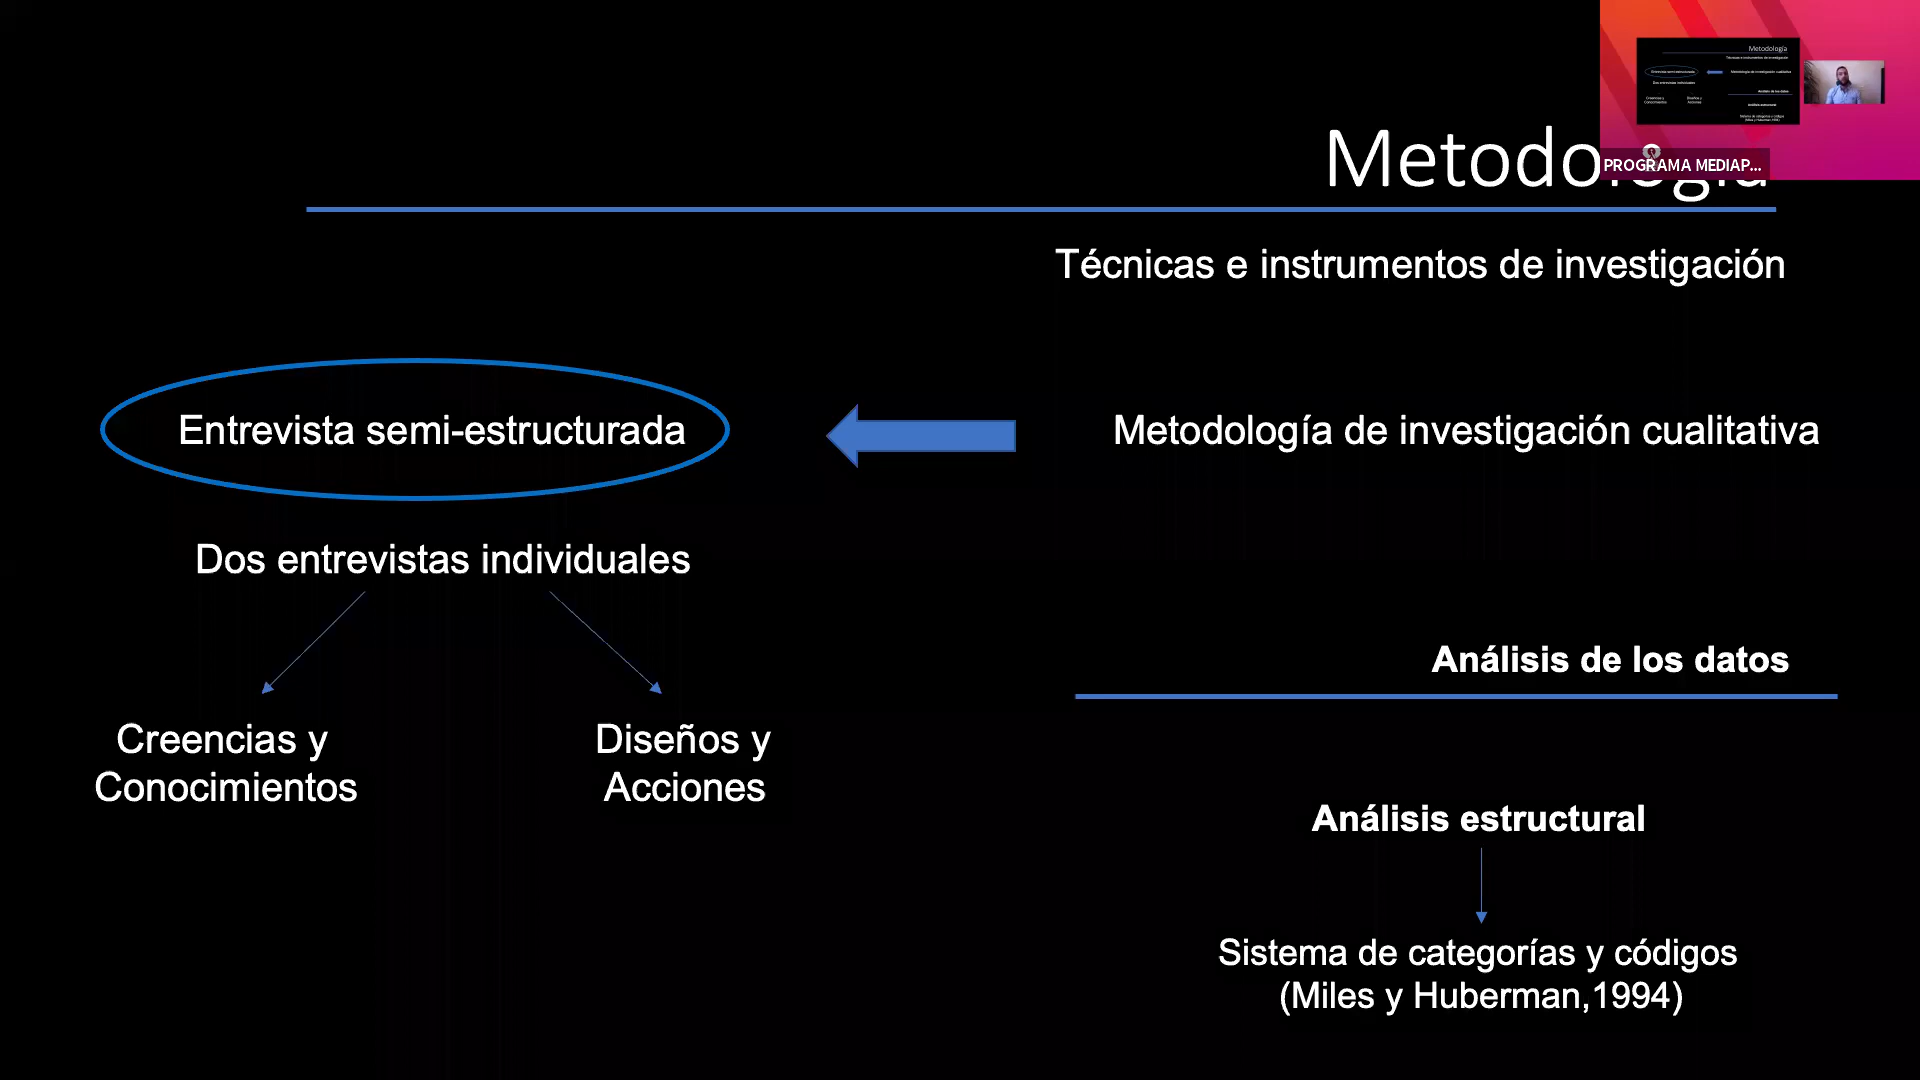 Metodología
PROGRAMA MEDIAP...
Técnicas e instrumentos de investigación
Entrevista semi-estructurada
Metodología de investigación cualitativa
Dos entrevistas individuales
Creencias y
Conocimientos
Diseños y
Acciones
Análisis de los datos
Análisis estructural
Sistema de categorías y códigos
(Miles y Huberman,1994)